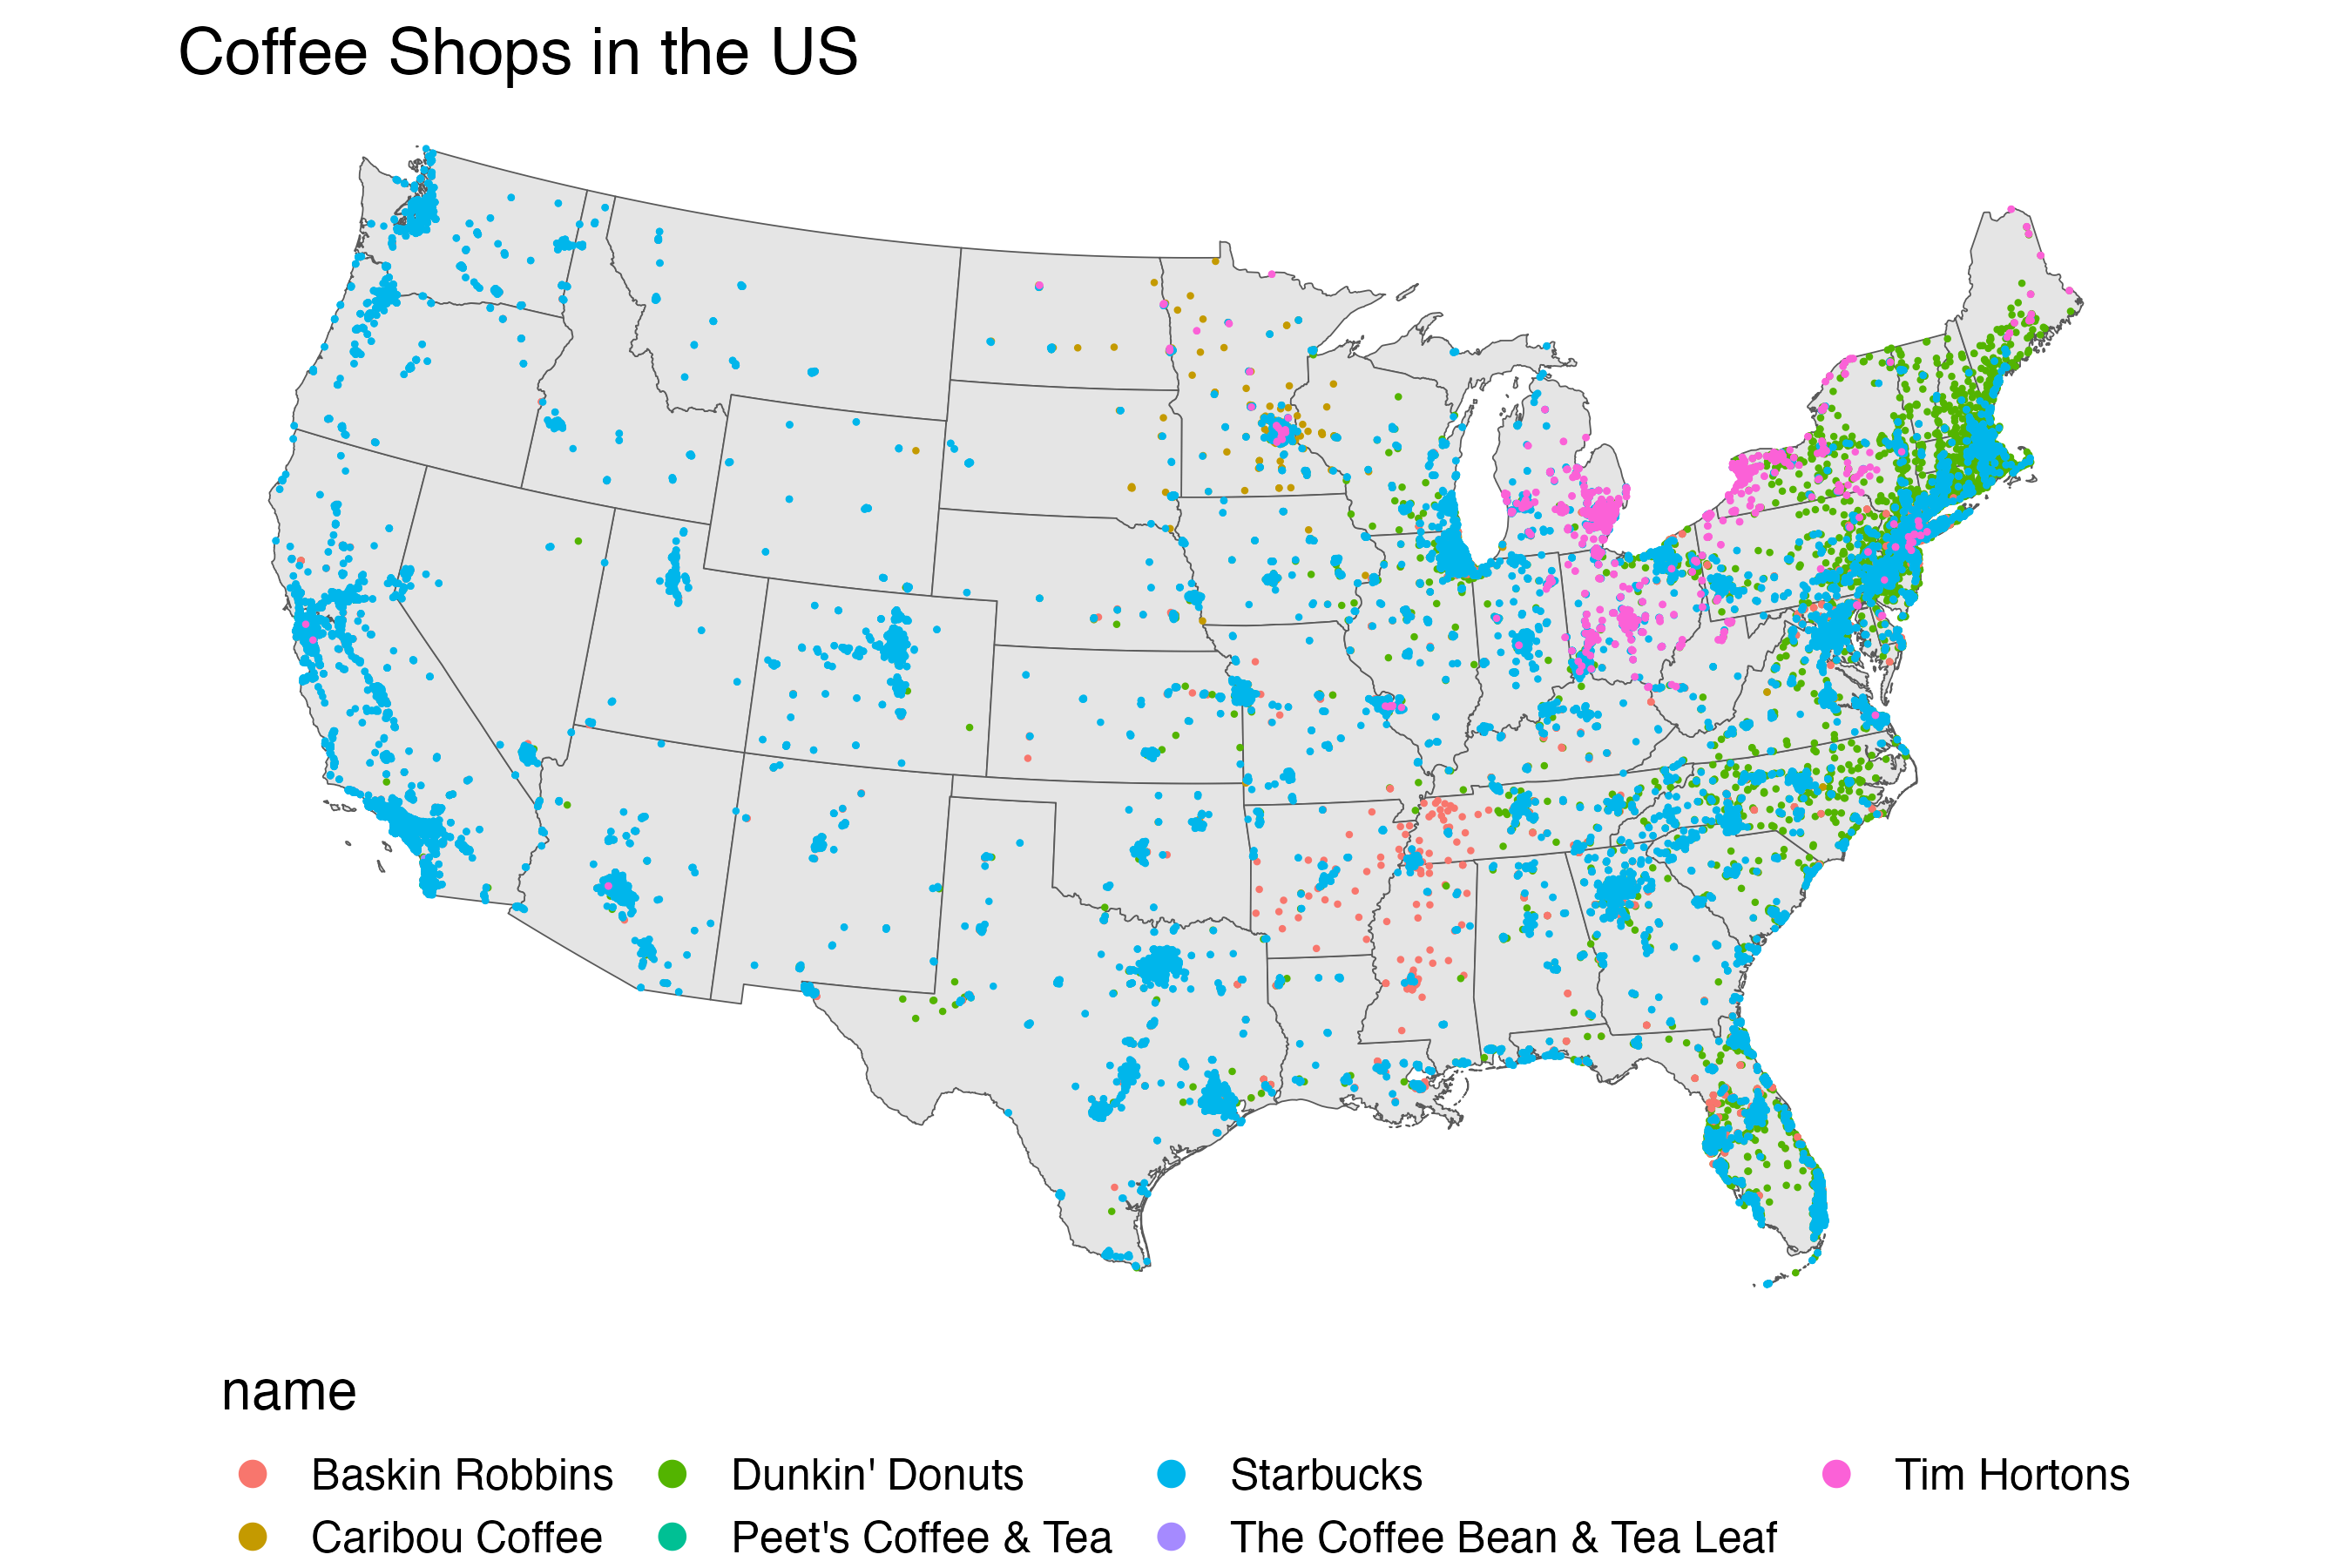 Coffee Shops in the US
name
Baskin Robbins Dunkin' Donuts Starbucks Tim Hortons
Caribou Coffee Peet's Coffee & Tea The Coffee Bean & Tea Leaf